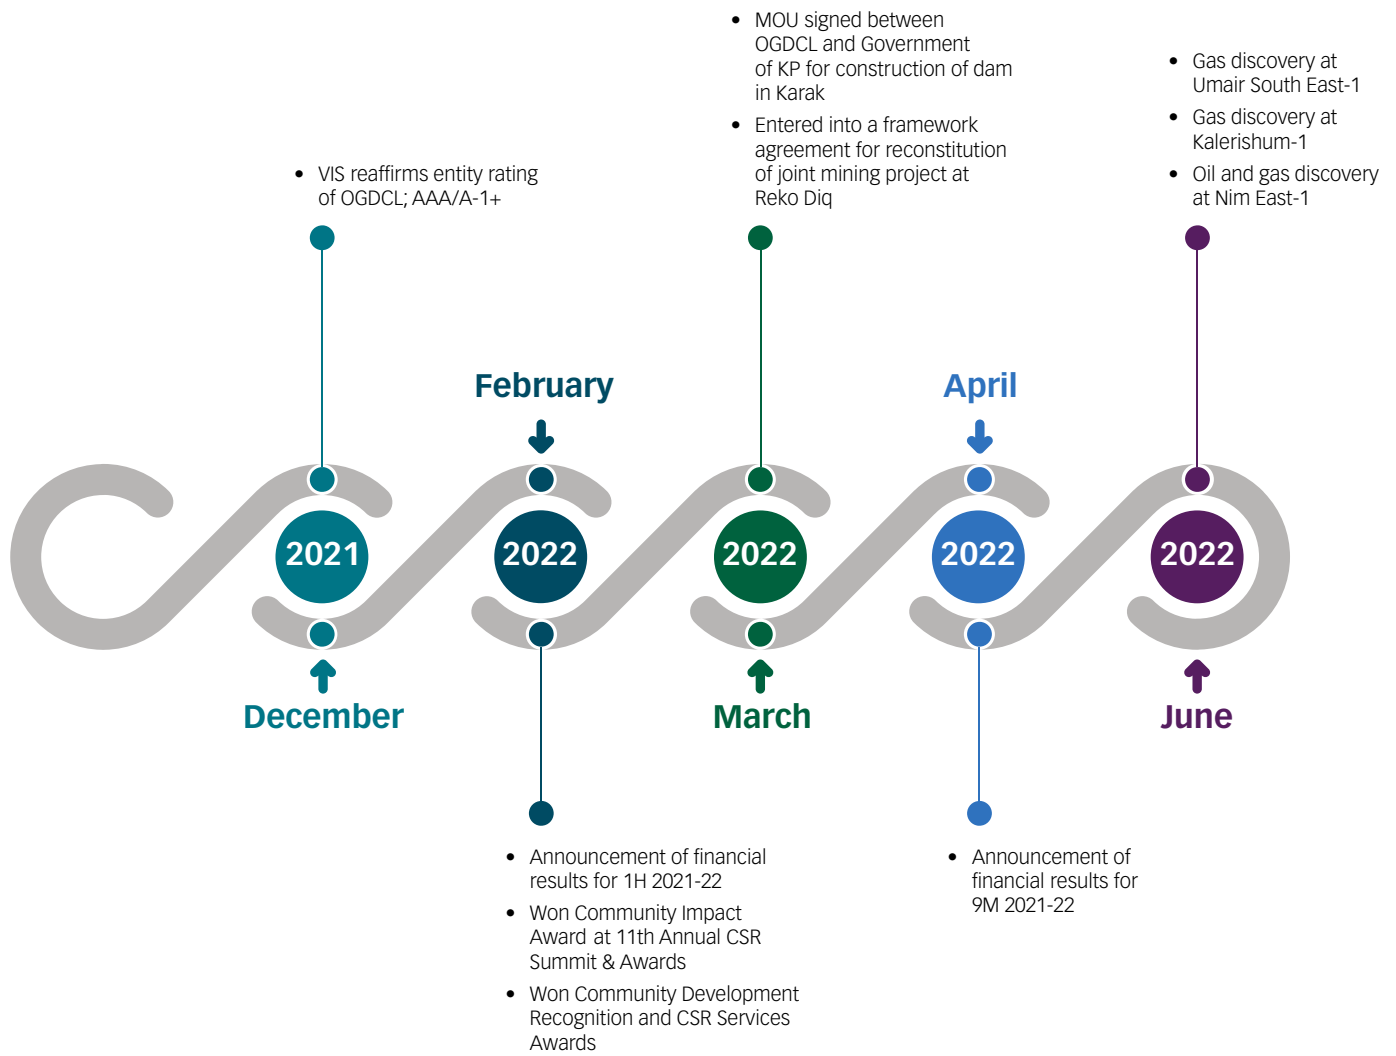 • MOU signed between
OGDCL and Government
of KP for construction of dam
in Karak
• Entered into a framework
agreement for reconstitution
of joint mining project at
Reko Diq
• Gas discovery at
Umair South East-1
• Gas discovery at
Kalerishum-1
• Oil and gas discovery
at Nim East-1
• VIS reaffirms entity rating
of OGDCL; AAA/A-1+
February
April
2021
2022
2022
2022
2022
December
March
June
• Announcement of financial
results for 1H 2021-22
• Won Community Impact
Award at 11th Annual CSR
Summit & Awards
• Won Community Development
Recognition and CSR Services
Awards
• Announcement of
financial results for
9M 2021-22